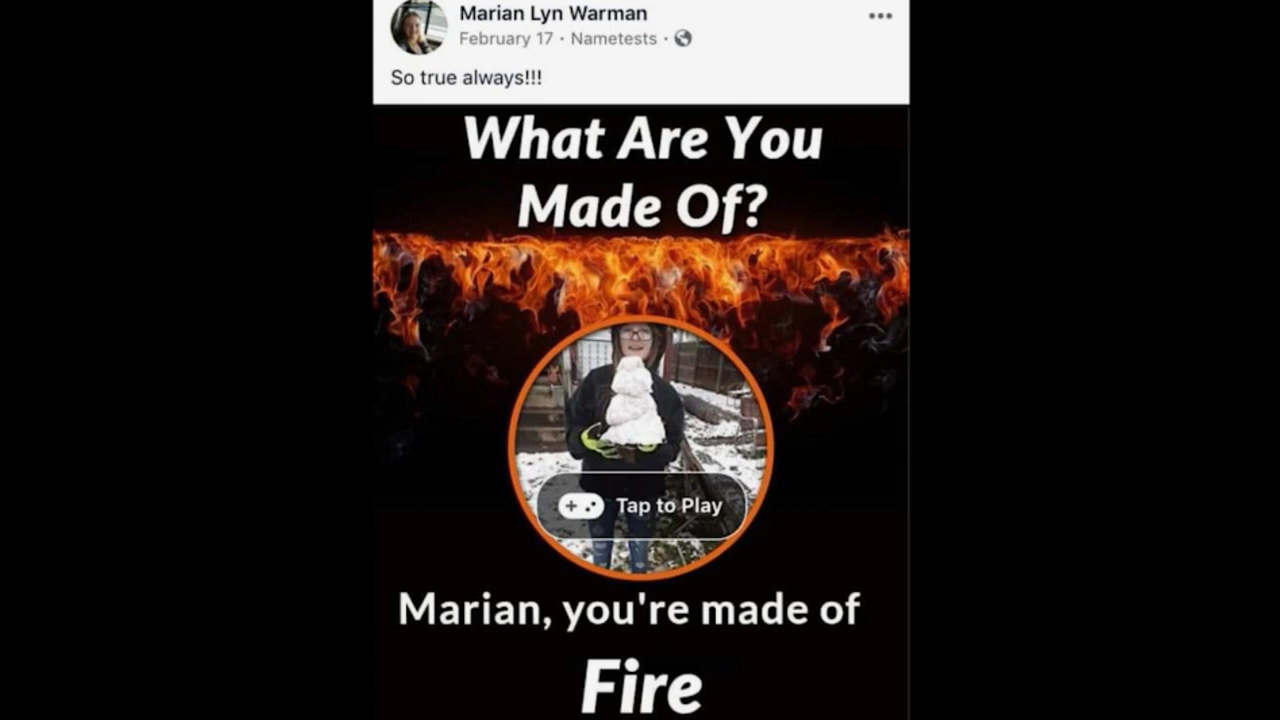 Marian Lyn Warman
February 17 · Nametests ·
So true always!!!
What Are You
Made Of?
Tap to Play
Marian, you're made of
Fire